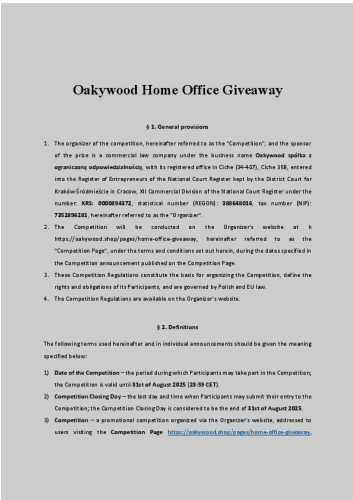 Oakywood Home Office Giveaway
§ 1. General provisions
1. The organizer of the competition, hereinafter referred to as the "Competition", and the sponsor
of the prize is a commercial law company under the business name Oakywood spółka z
ograniczoną odpowiedzialnością, with its registered office in Ciche (34-407), Ciche 35B, entered
into the Register of Entrepreneurs of the National Court Register kept by the District Court for
Kraków-Śródmieście in Cracow, XII Commercial Division of the National Court Register under the
number: KRS: 0000894372, statistical number (REGON): 388648016, tax number (NIP):
7352896281, hereinafter referred to as the "Organizer".
2. The Competition will be conducted on the Organizer's website at h
https://oakywood.shop/pages/home-office-giveaway, hereinafter referred to as the
"Competition Page", under the terms and conditions set out herein, during the dates specified in
the Competition announcement published on the Competition Page.
3. These Competition Regulations constitute the basis for organizing the Competition, define the
rights and obligations of its Participants, and are governed by Polish and EU law.
4. The Competition Regulations are available on the Organizer's website.
§ 2. Definitions
The following terms used hereinafter and in individual announcements should be given the meaning
specified below:
1) Date of the Competition – the period during which Participants may take part in the Competition;
the Competition is valid until 31st of August 2025 (23:59 CET).
2) Competition Closing Day – the last day and time when Participants may submit their entry to the
Competition; the Competition Closing Day is considered to be the end of 31st of August 2025.
3) Competition – a promotional competition organized via the Organizer's website, addressed to
users visiting the Competition Page https://oakywood.shop/pages/home-office-giveaway,